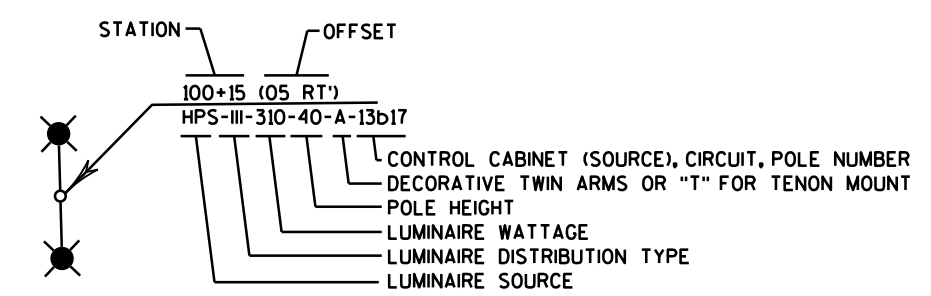 STATION
OFFSET
100+15 (05 RT')
HPS-III-310-40-A-13b17
CONTROL CABINET (SOURCE), CIRCUIT, POLE NUMBER
DECORATIVE TWIN ARMS OR "T" FOR TENON MOUNT
POLE HEIGHT
LUMINAIRE WATTAGE
LUMINAIRE DISTRIBUTION TYPE
LUMINAIRE SOURCE